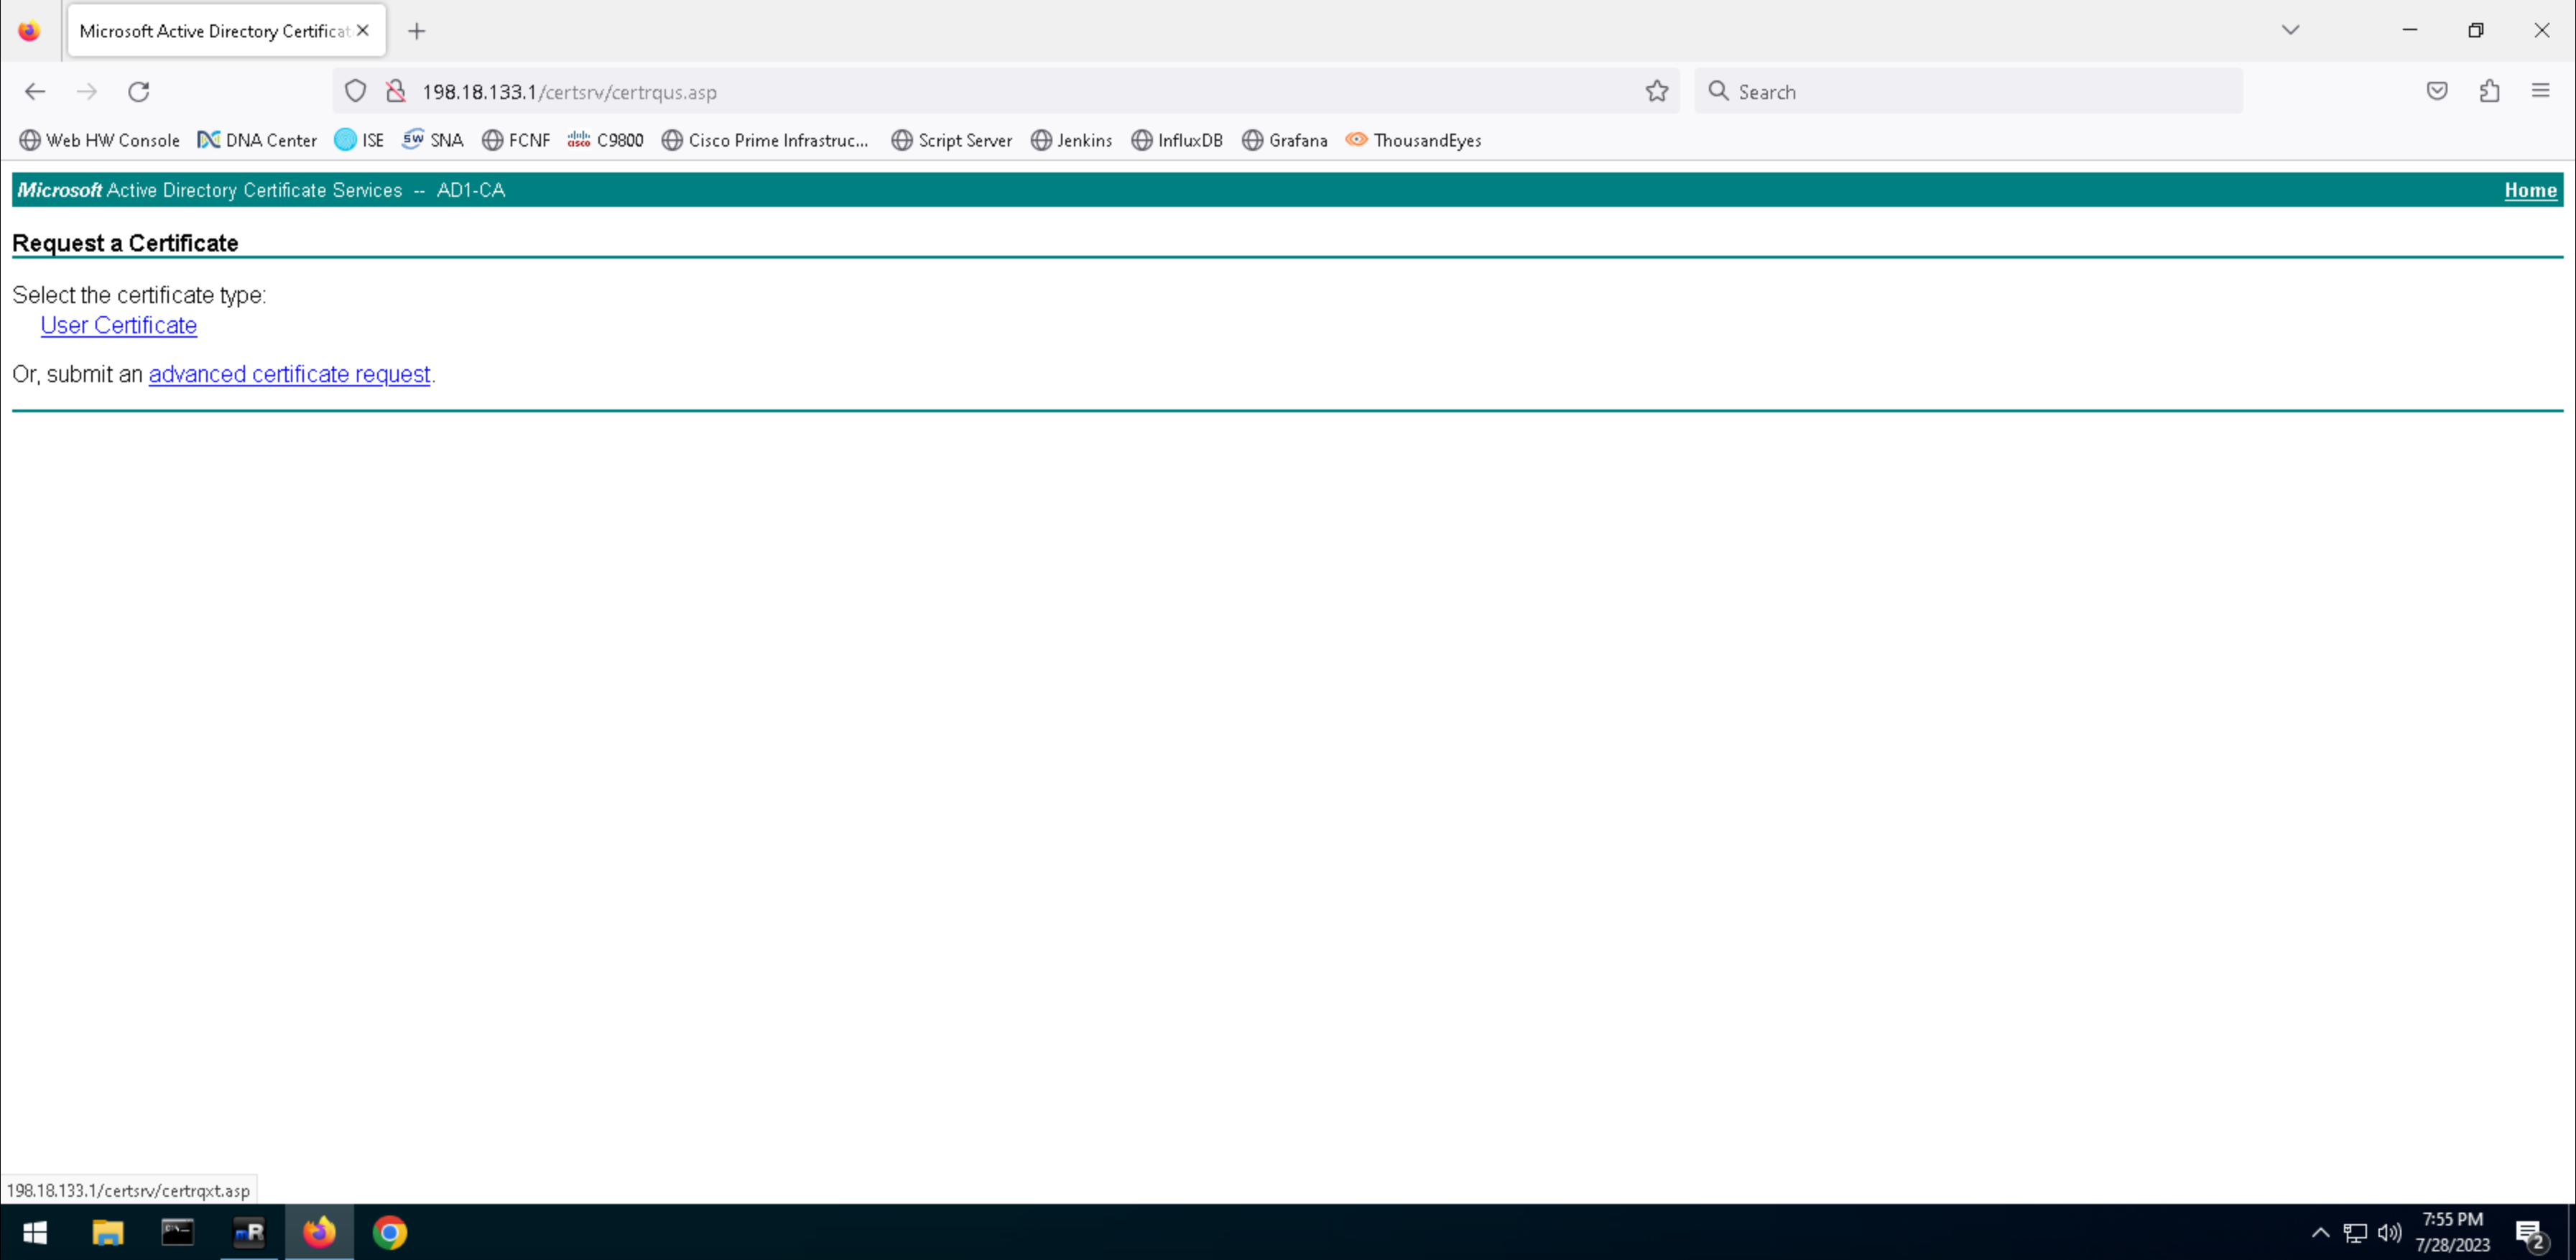 Microsoft Active Directory Certificat
198.18.133.1/certsrv/certrqus.asp
Search
Web HW Console DNA Center ISE SW SNA FCNF cisco C9800 Cisco Prime Infrastruc... Script Server Jenkins InfluxDB Grafana ThousandEyes
Microsoft Active Directory Certificate Services -- AD1-CA
Home
Request a Certificate
Select the certificate type:
User Certificate
Or, submit an advanced certificate request.
198.18.133.1/certsrv/certrqxt.asp
mR
7:55 PM
7/28/2023
2